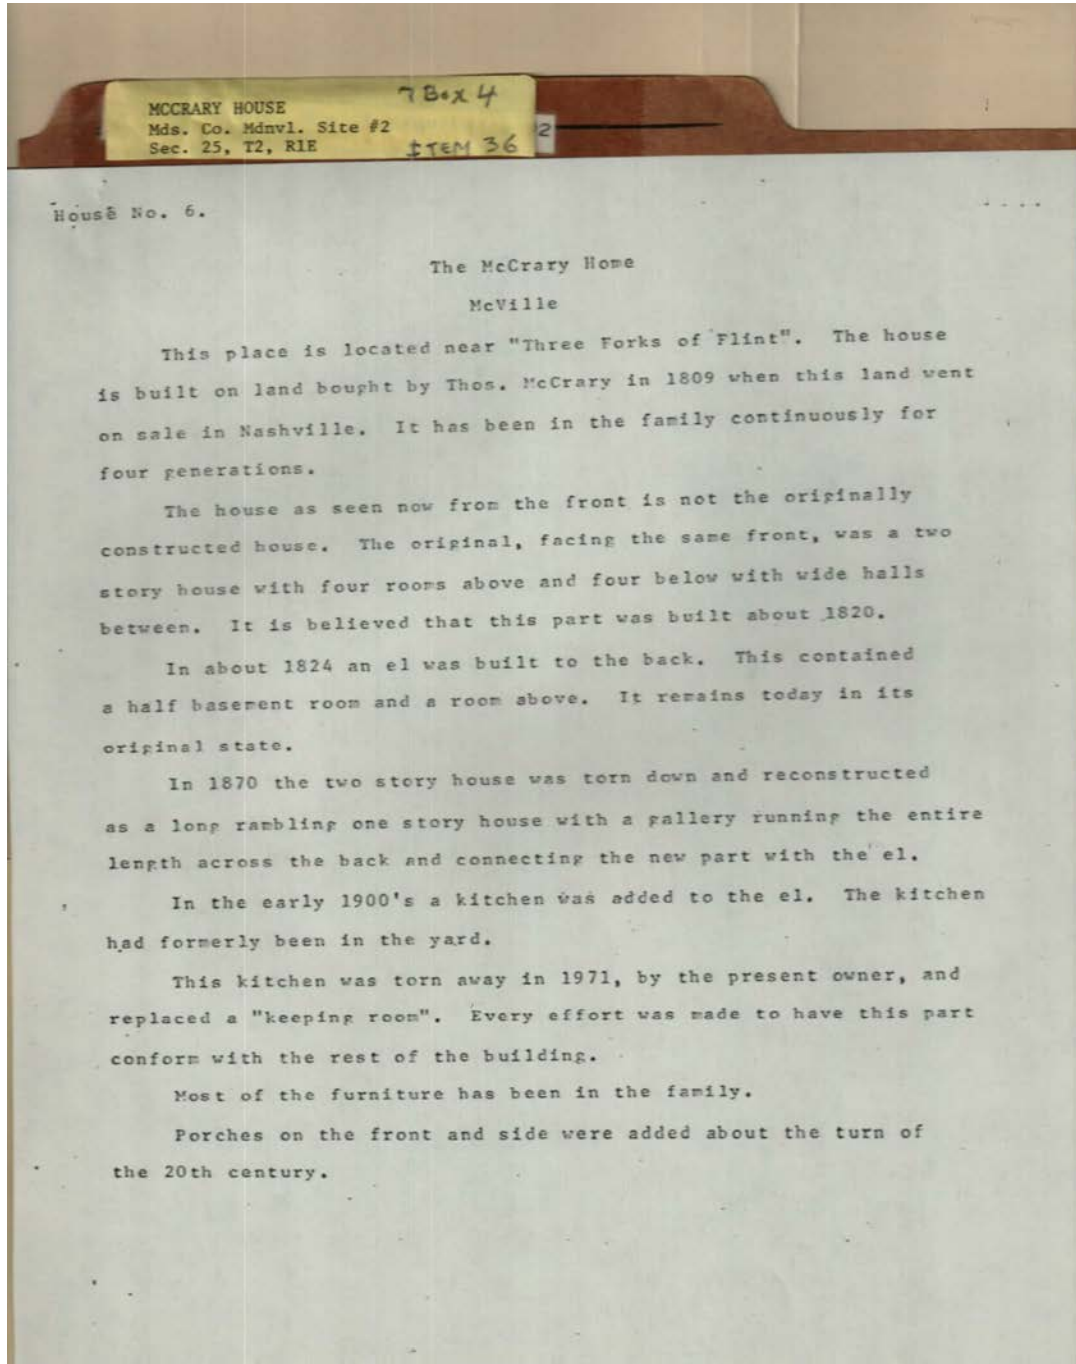 7 Box 4
MCCRARY HOUSE
Mds. Co. Mdnvl. Site #2
Sec. 25, T2, R1E
ITEM 36
2
House No. 6.
The McCrary Home
McVille
This place is located near "Three Forks of Flint". The house
is built on land bought by Thos. McCrary in 1809 when this land went
on sale in Nashville. It has been in the family continuously for
four generations.
The house as seen now from the front is not the originally
constructed house. The original, facing the same front, was a two
story house with four rooms above and four below with wide halls
between. It is believed that this part was built about 1820.
In about 1824 an el was built to the back. This contained
a half basement room and a room above. It remains today in its
original state.
In 1870 the two story house was torn down and reconstructed
as a long rambling one story house with a gallery running the entire
length across the back and connecting the new part with the el.
In the early 1900's a kitchen was added to the el. The kitchen
had formerly been in the yard.
This kitchen was torn away in 1971, by the present owner, and
replaced a "keeping room". Every effort was made to have this part
conform with the rest of the building.
Most of the furniture has been in the family.
Porches on the front and side were added about the turn of
the 20th century.